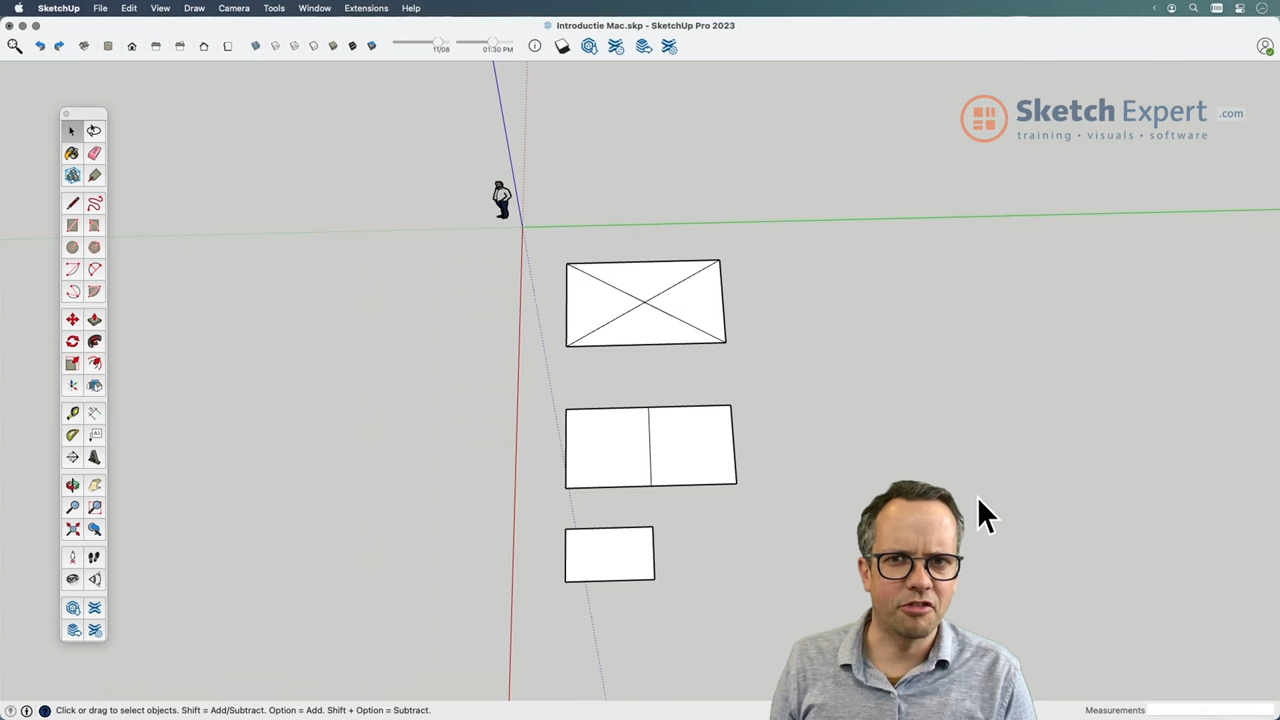 SketchUp File Edit View Draw Camera Tools Window Extensions Help
Introductie Mac.skp - SketchUp Pro 2023
11/08 01:30 PM
Sketch Expert .com
training • visuals • software
Click or drag to select objects. Shift = Add/Subtract. Option = Add. Shift + Option = Subtract.
Measurements